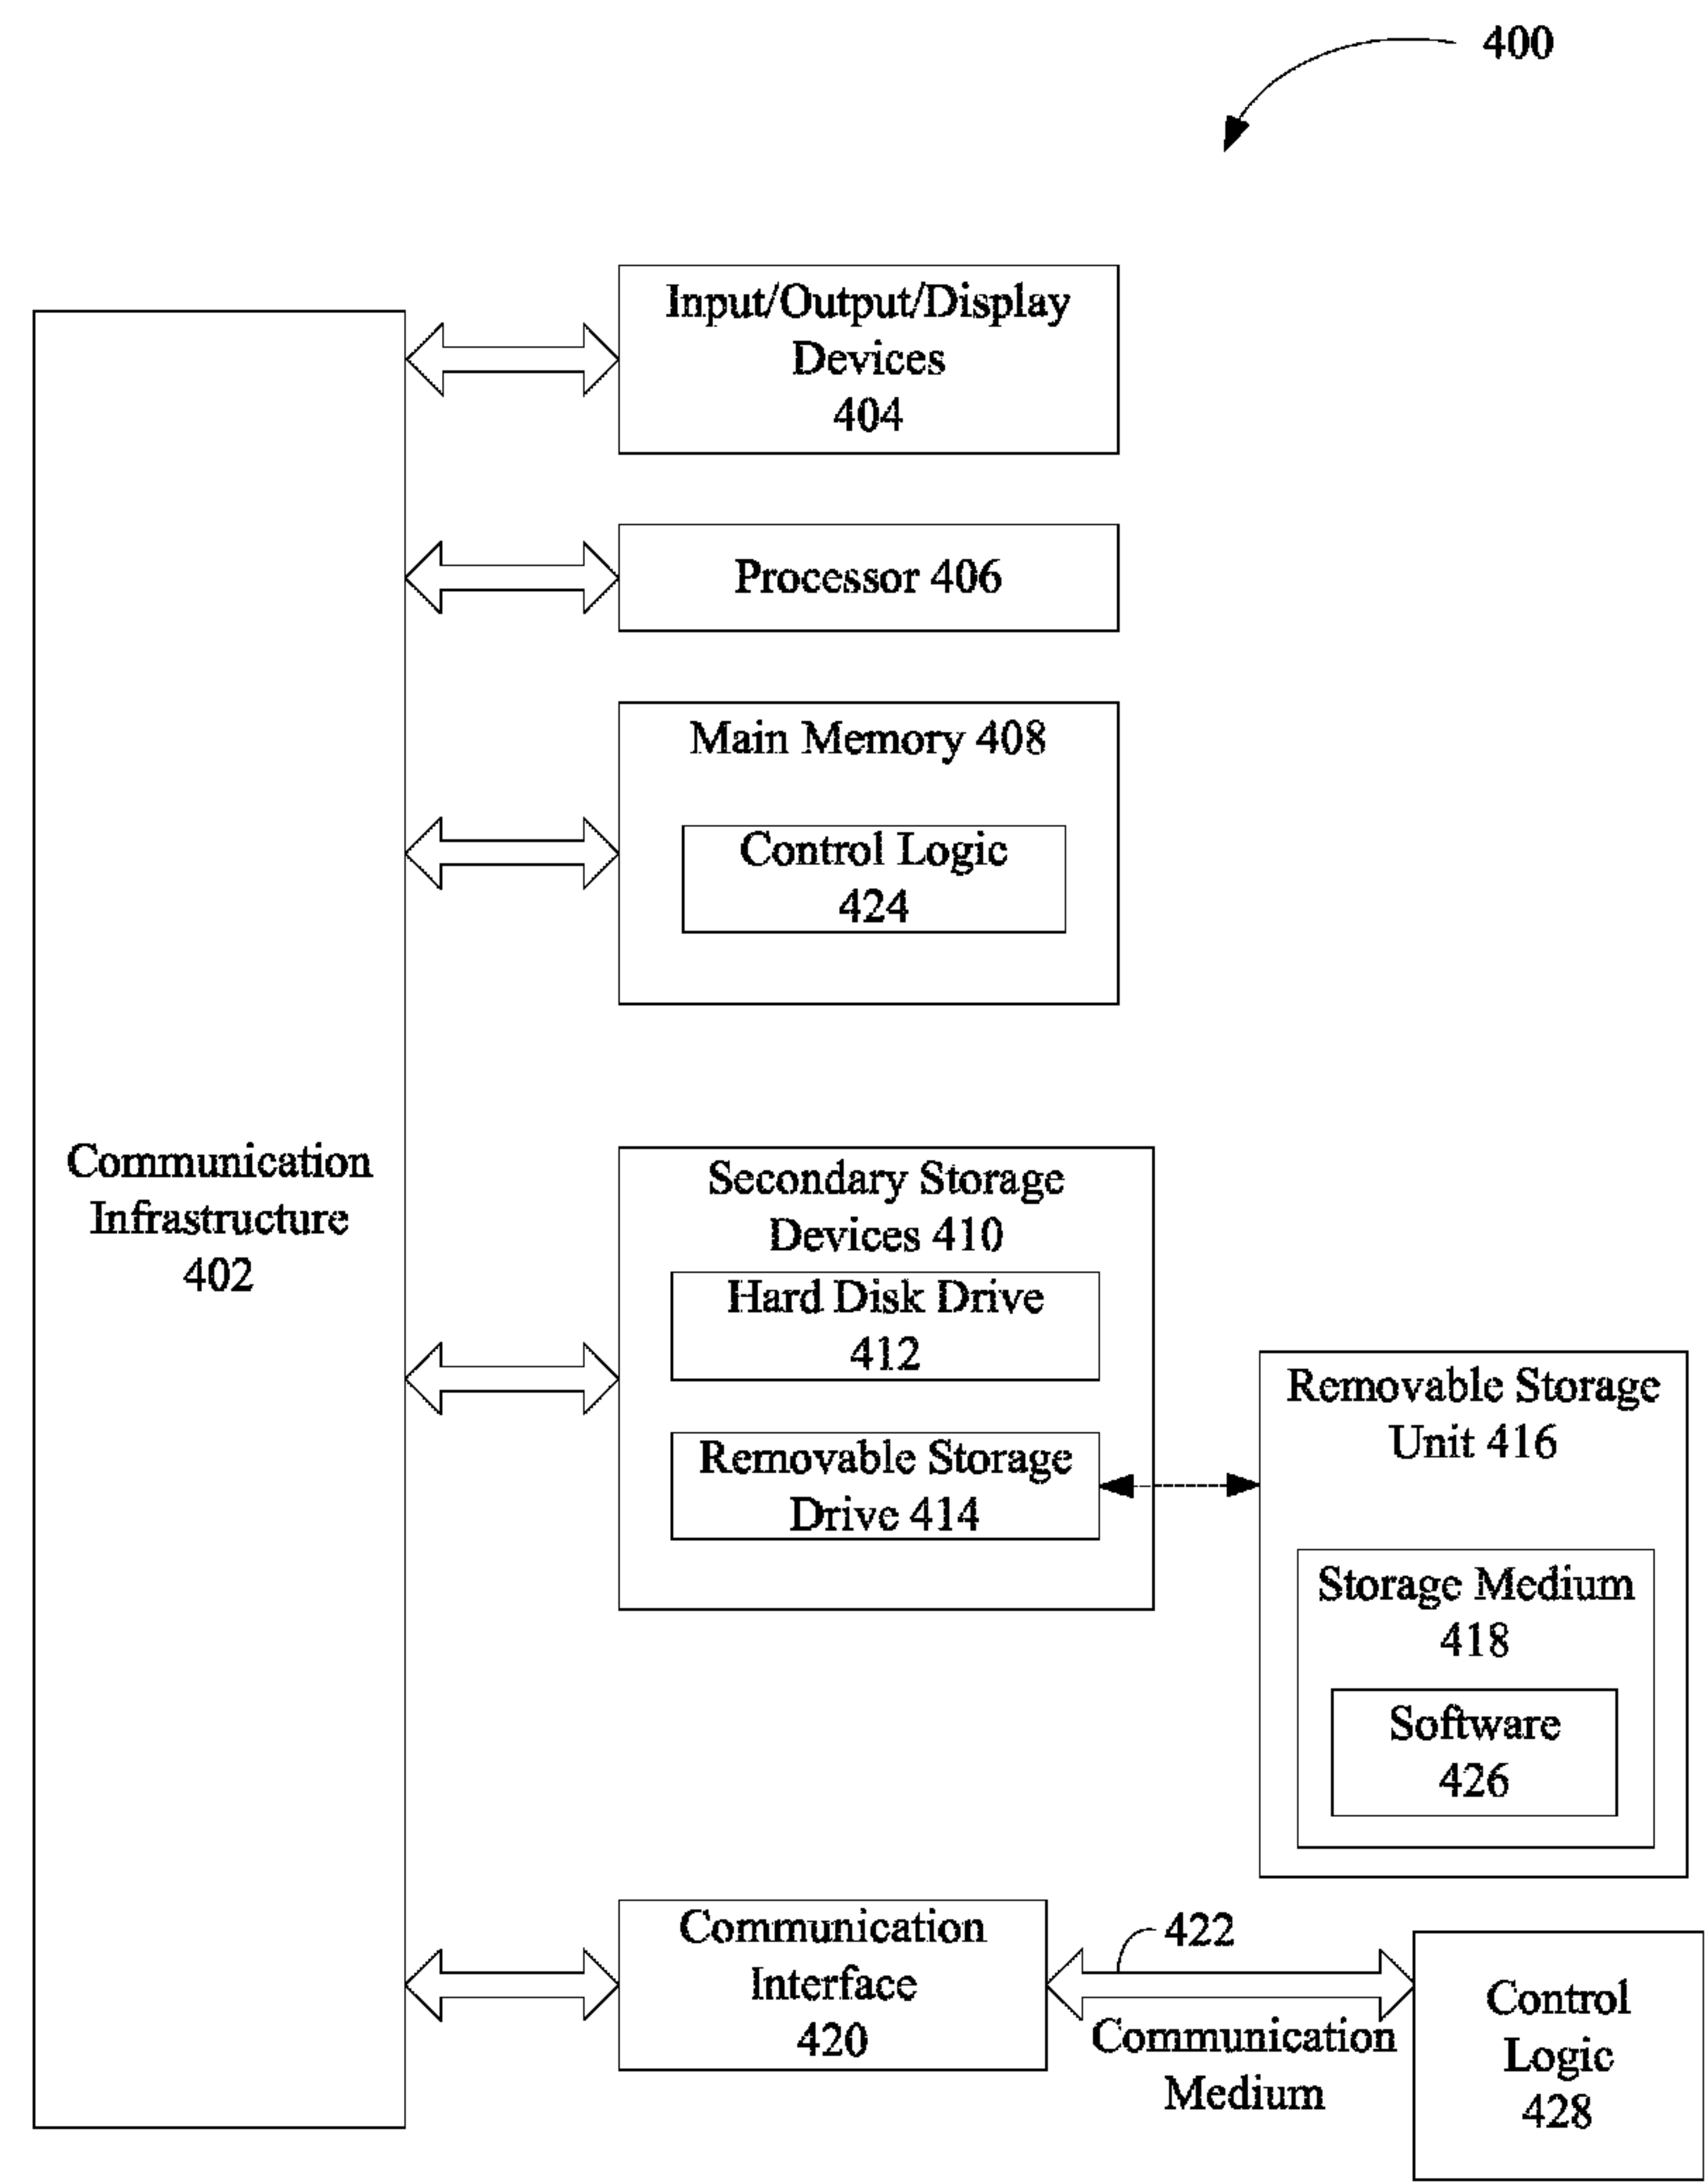 400
Input/Output/Display
Devices
404
Processor 406
Main Memory 408
Control Logic
424
Communication
Infrastructure
402
Secondary Storage
Devices 410
Hard Disk Drive
412
Removable Storage
Drive 414
Removable Storage
Unit 416
Storage Medium
418
Software
426
Communication
Interface
420
422
Communication
Medium
Control
Logic
428